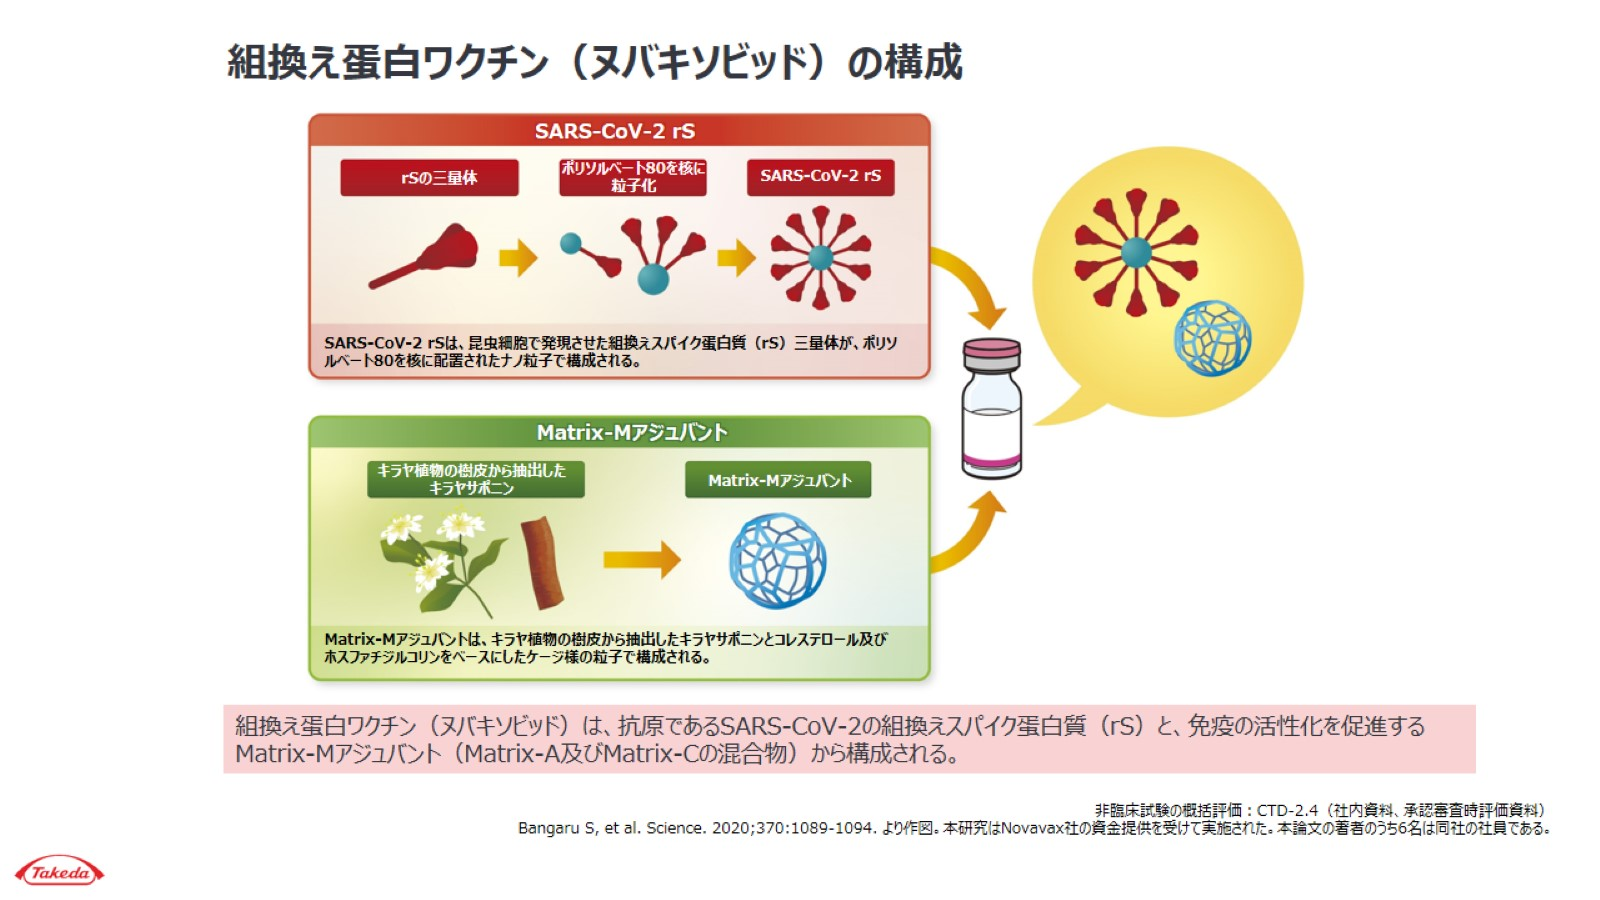 組換え蛋白ワクチン（ヌバキソビッド）の構成
SARS-CoV-2 rS
rSの三量体
ポリソルベート80を核に
粒子化
SARS-CoV-2 rS
SARS-CoV-2 rSは、昆虫細胞で発現させた組換えスパイク蛋白質（rS）三量体が、ポリソ
ルベート80を核に配置されたナノ粒子で構成される。
Matrix-Mアジュバント
キラヤ植物の樹皮から抽出した
キラヤサポニン
Matrix-Mアジュバント
Matrix-Mアジュバントは、キラヤ植物の樹皮から抽出したキラヤサポニンとコレステロール及び
ホスファチジルコリンをベースにしたケージ様の粒子で構成される。
組換え蛋白ワクチン（ヌバキソビッド）は、抗原であるSARS-CoV-2の組換えスパイク蛋白質（rS）と、免疫の活性化を促進する
Matrix-Mアジュバント（Matrix-A及びMatrix-Cの混合物）から構成される。
非臨床試験の概括評価：CTD-2.4（社内資料、承認審査時評価資料）
Bangaru S, et al. Science. 2020;370:1089-1094. より作図。本研究はNovavax社の資金提供を受けて実施された。本論文の著者のうち6名は同社の社員である。
Takeda